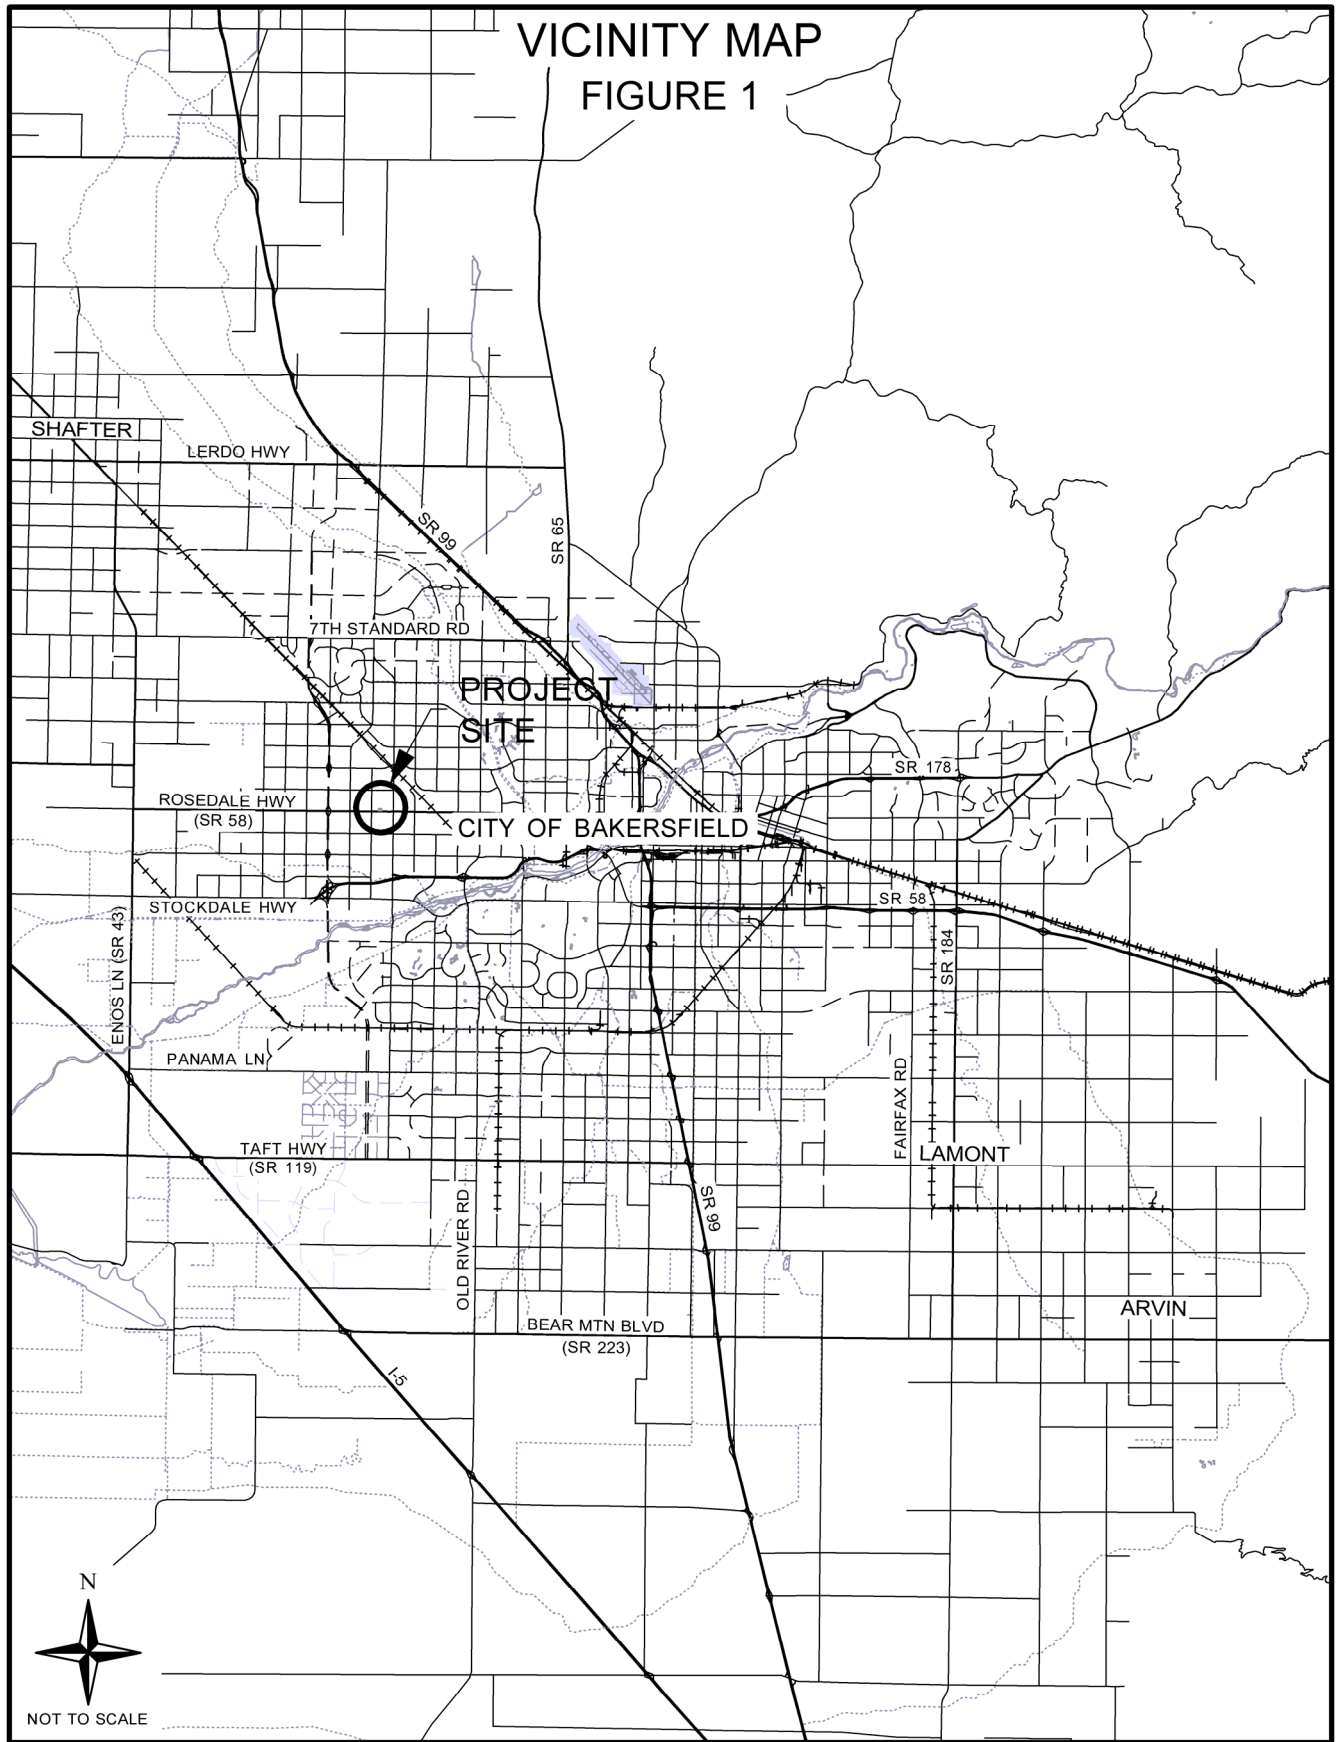 VICINITY MAP
FIGURE 1
SHAFTER
LERDO HWY
SR 99
SR 65
7TH STANDARD RD
PROJECT
SITE
SR 178
ROSEDALE HWY
(SR 58)
CITY OF BAKERSFIELD
STOCKDALE HWY
SR 58
ENOS LN (SR 43)
SR 184
PANAMA LN
FAIRFAX RD
TAFT HWY
(SR 119)
LAMONT
OLD RIVER RD
SR 99
ARVIN
BEAR MTN BLVD
(SR 223)
I-5
N
NOT TO SCALE